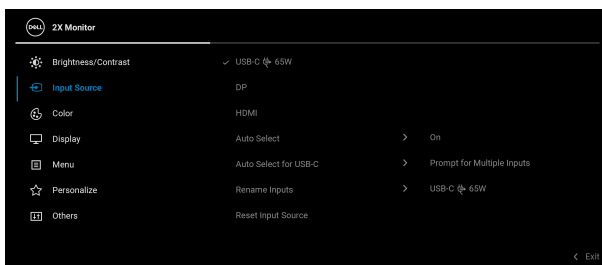 DELL 2X Monitor
Brightness/Contrast ✓ USB-C 65W
Input Source DP
Color HDMI
Display Auto Select > On
Menu Auto Select for USB-C > Prompt for Multiple Inputs
Personalize Rename Inputs > USB-C 65W
Others Reset Input Source
< Exit